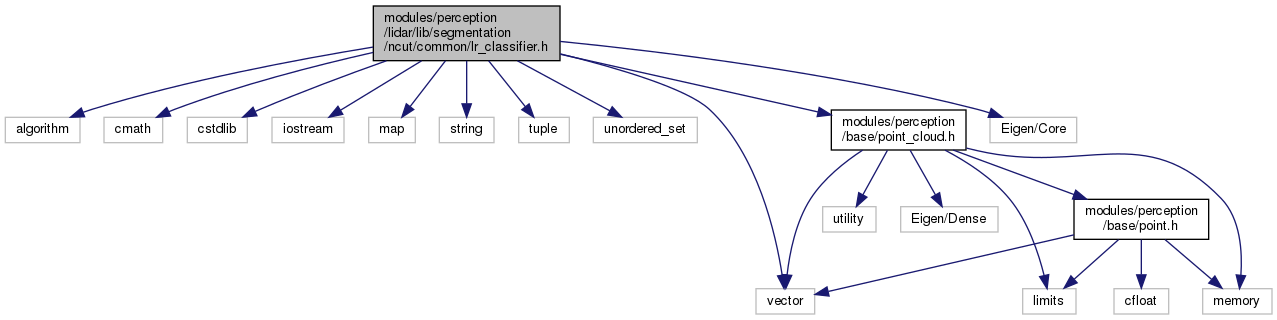 modules/perception
/lidar/lib/segmentation
/ncut/common/lr_classifier.h
algorithm
cmath
cstdlib
iostream
map
string
tuple
unordered_set
modules/perception
/base/point_cloud.h
Eigen/Core
utility
Eigen/Dense
modules/perception
/base/point.h
vector
limits
cfloat
memory